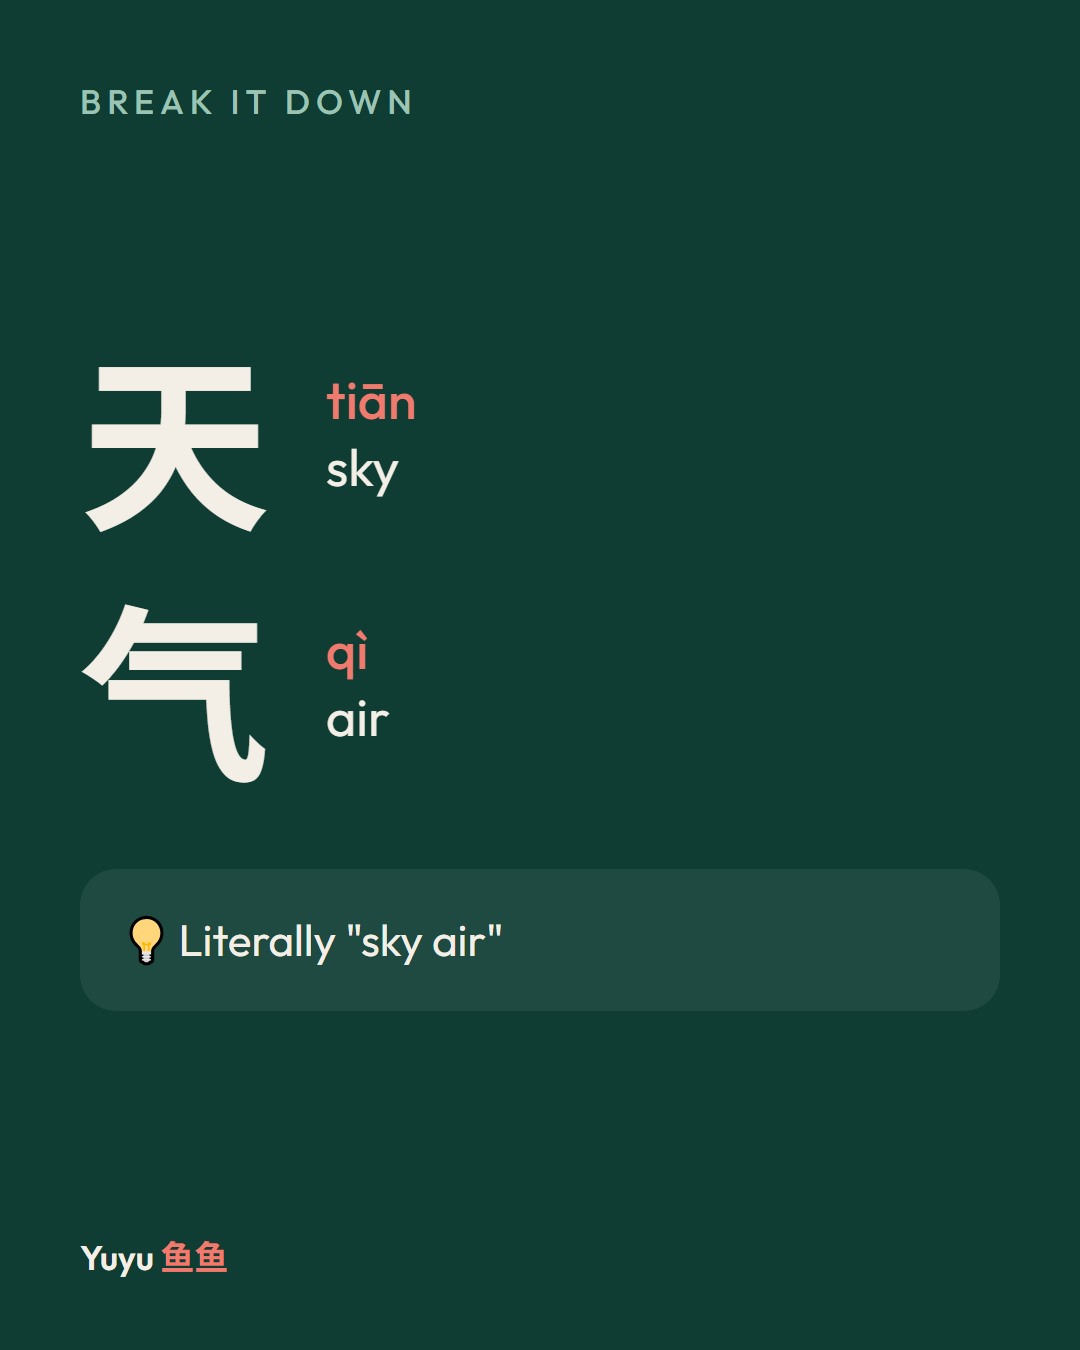 BREAK IT DOWN
天
tiān
sky
气
qì
air
💡 Literally "sky air"
Yuyu 鱼鱼